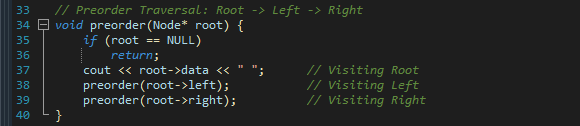 33 // Preorder Traversal: Root -> Left -> Right
34 void preorder(Node* root) {
35 if (root == NULL)
36 return;
37 cout << root->data << " "; // Visiting Root
38 preorder(root->left); // Visiting Left
39 preorder(root->right); // Visiting Right
40 }